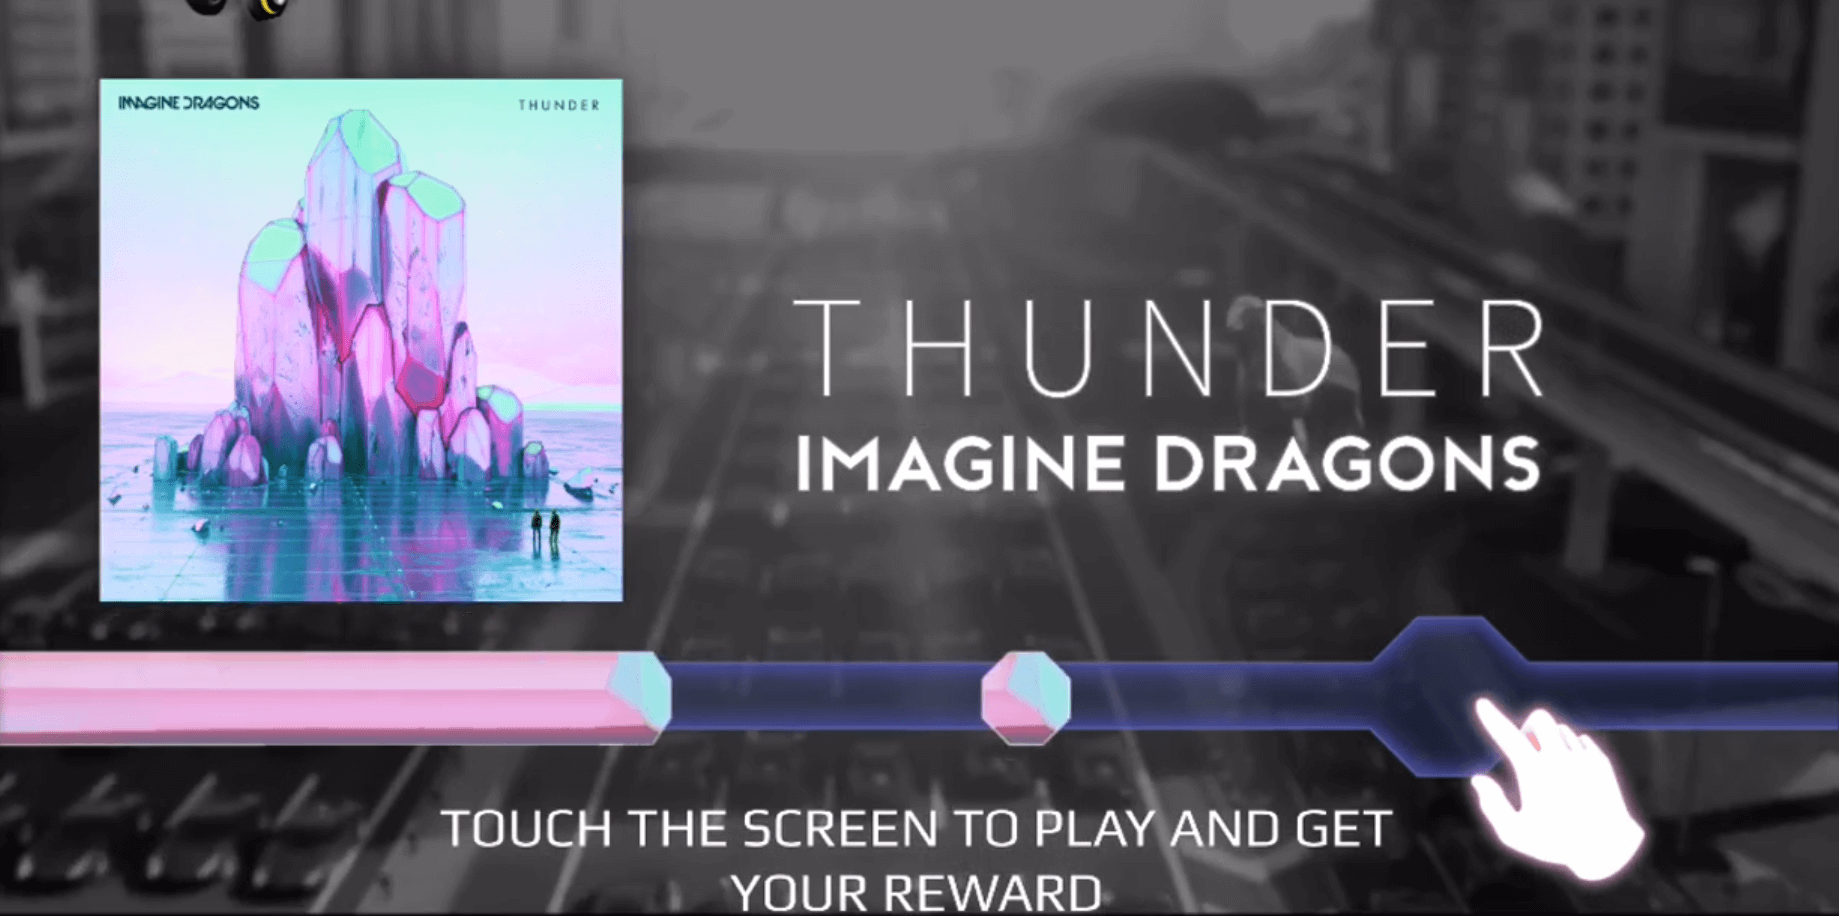 IMAGINE DRAGONS
THUNDER
THUNDER
IMAGINE DRAGONS
TOUCH THE SCREEN TO PLAY AND GET
YOUR REWARD